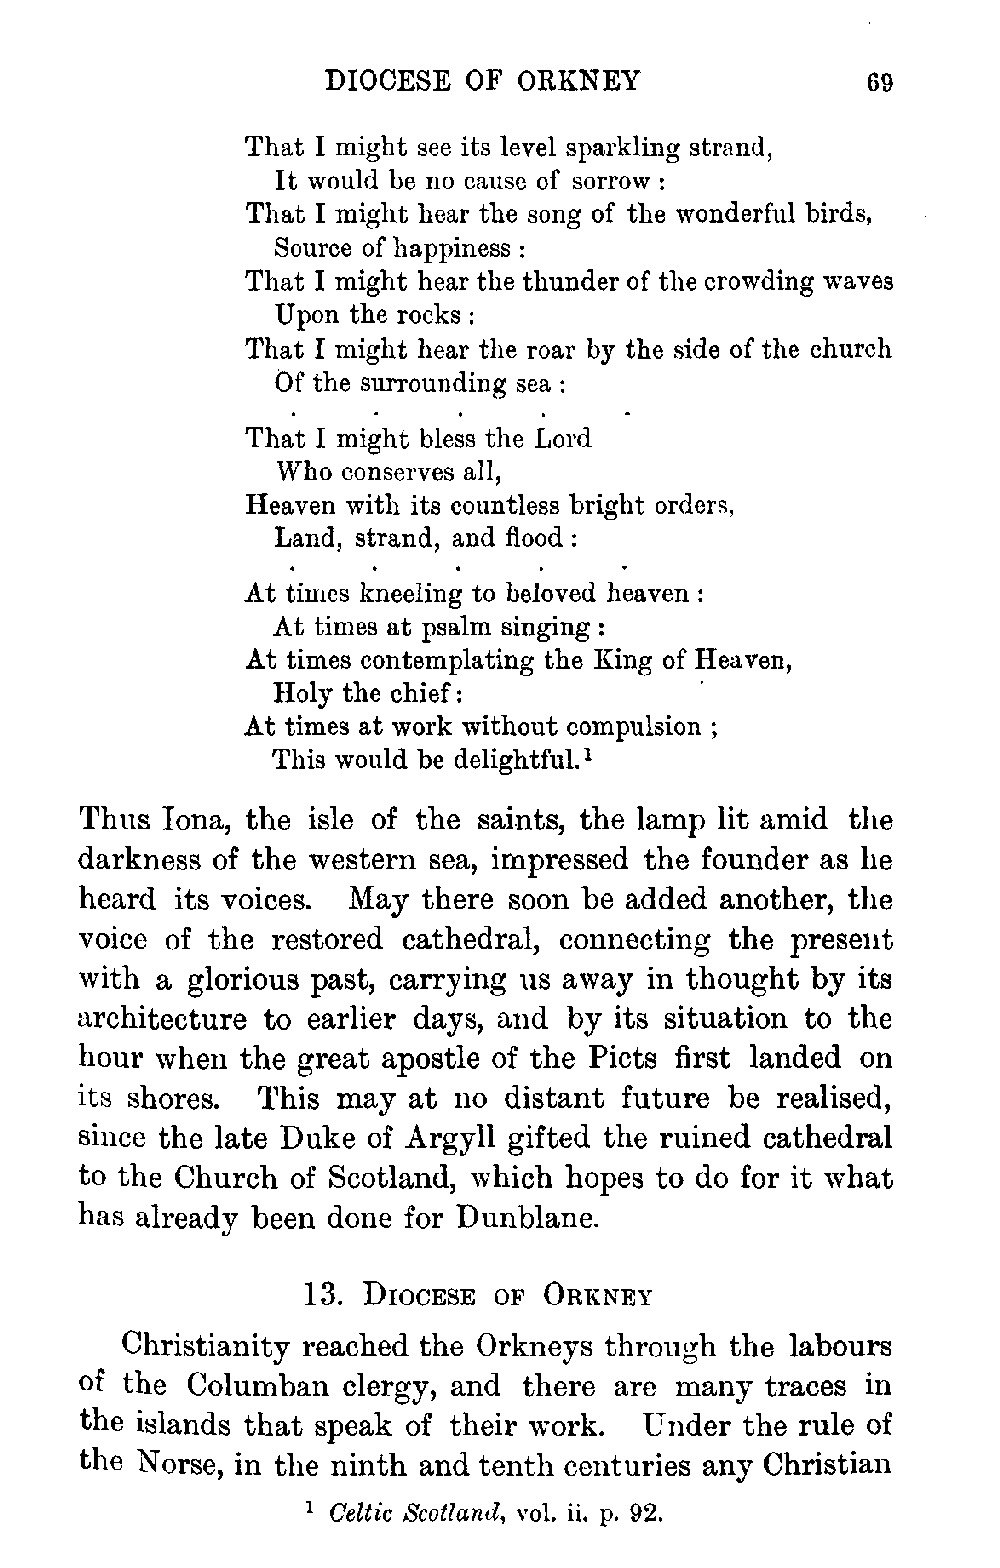 DIOCESE OF ORKNEY 69
That I might see its level sparkling strand,
It would be no cause of sorrow :
That I might hear the song of the wonderful birds,
Source of happiness :
That I might hear the thunder of the crowding waves
Upon the rocks :
That I might hear the roar by the side of the church
Of the surrounding sea :
. . . . .
That I might bless the Lord
Who conserves all,
Heaven with its countless bright orders,
Land, strand, and flood :
. . . . .
At times kneeling to beloved heaven :
At times at psalm singing :
At times contemplating the King of Heaven,
Holy the chief :
At times at work without compulsion ;
This would be delightful.¹
Thus Iona, the isle of the saints, the lamp lit amid the
darkness of the western sea, impressed the founder as he
heard its voices. May there soon be added another, the
voice of the restored cathedral, connecting the present
with a glorious past, carrying us away in thought by its
architecture to earlier days, and by its situation to the
hour when the great apostle of the Picts first landed on
its shores. This may at no distant future be realised,
since the late Duke of Argyll gifted the ruined cathedral
to the Church of Scotland, which hopes to do for it what
has already been done for Dunblane.
13. DIOCESE OF ORKNEY
Christianity reached the Orkneys through the labours
of the Columban clergy, and there are many traces in
the islands that speak of their work. Under the rule of
the Norse, in the ninth and tenth centuries any Christian
¹ Celtic Scotland, vol. ii. p. 92.